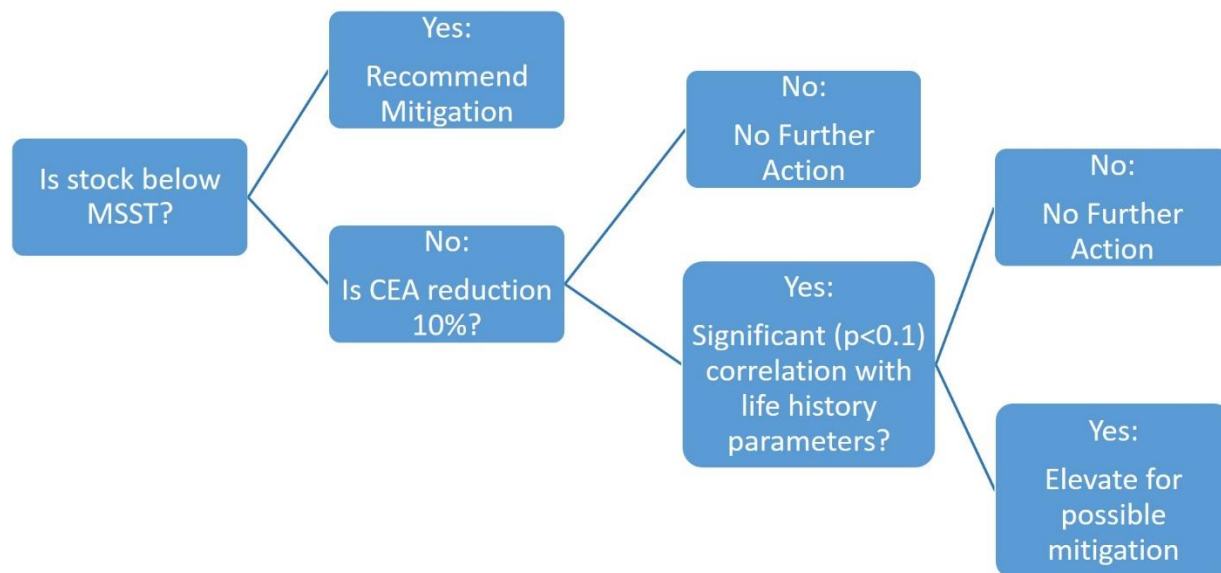 Is stock below
MSST?
Yes:
Recommend
Mitigation
No:
Is CEA reduction
10%?
No:
No Further
Action
Yes:
Significant (p<0.1)
correlation with
life history
parameters?
No:
No Further
Action
Yes:
Elevate for
possible
mitigation